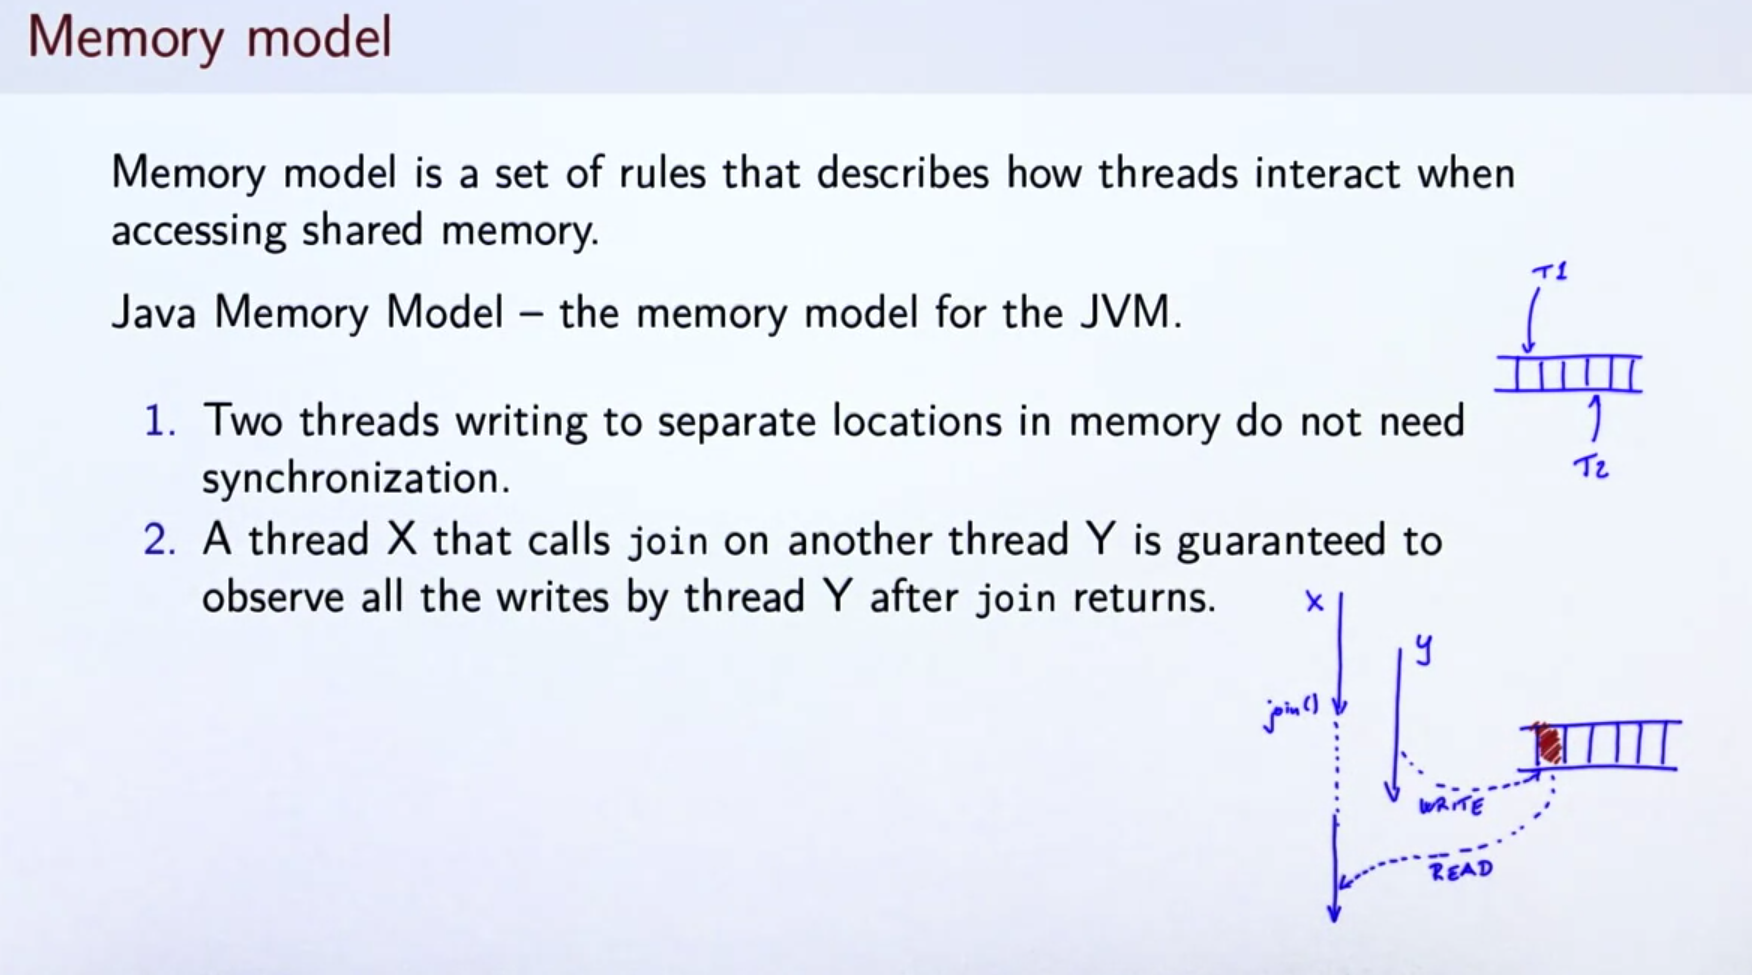 Memory model
Memory model is a set of rules that describes how threads interact when
accessing shared memory.
Java Memory Model – the memory model for the JVM.
T1
1. Two threads writing to separate locations in memory do not need
synchronization.
T2
2. A thread X that calls join on another thread Y is guaranteed to
observe all the writes by thread Y after join returns.
X
y
join()
WRITE
READ